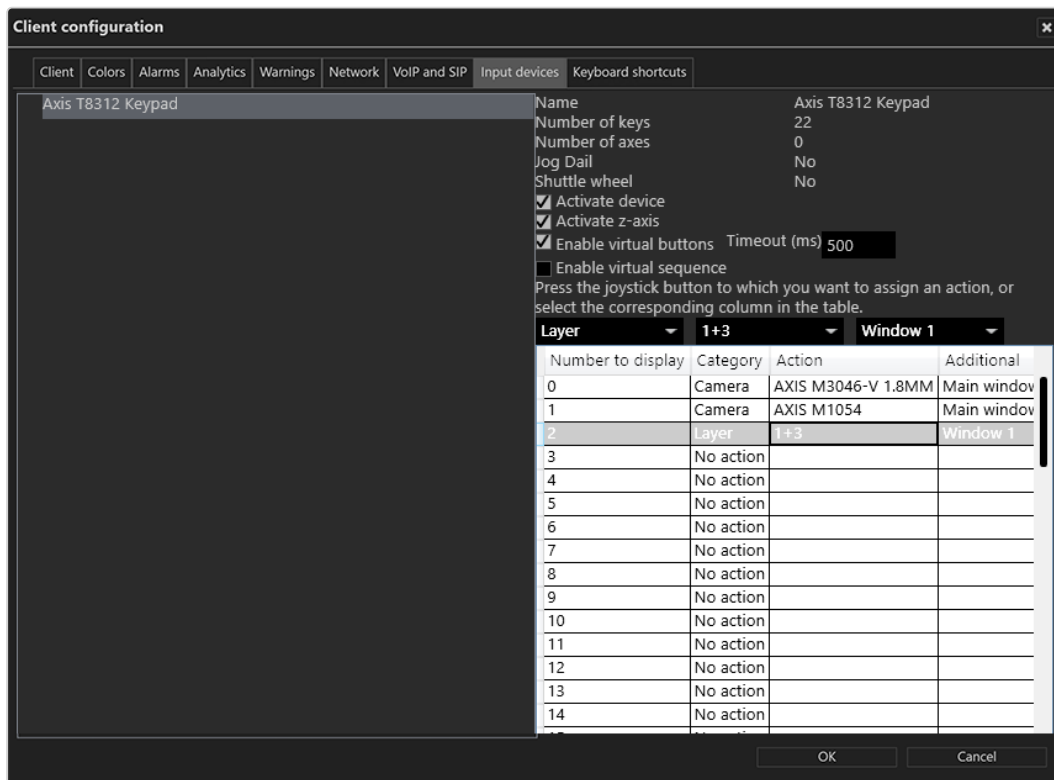 Client configuration
Client Colors Alarms Analytics Warnings Network VoIP and SIP Input devices Keyboard shortcuts
Axis T8312 Keypad
Name Axis T8312 Keypad
Number of keys 22
Number of axes 0
Jog Dail No
Shuttle wheel No
Activate device
Activate z-axis
Enable virtual buttons Timeout (ms) 500
Enable virtual sequence
Press the joystick button to which you want to assign an action, or
select the corresponding column in the table.
Layer 1+3 Window 1
Number to display Category Action Additional
0 Camera AXIS M3046-V 1.8MM Main window
1 Camera AXIS M1054 Main window
2 Layer 1+3 Window 1
3 No action
4 No action
5 No action
6 No action
7 No action
8 No action
9 No action
10 No action
11 No action
12 No action
13 No action
14 No action
OK Cancel